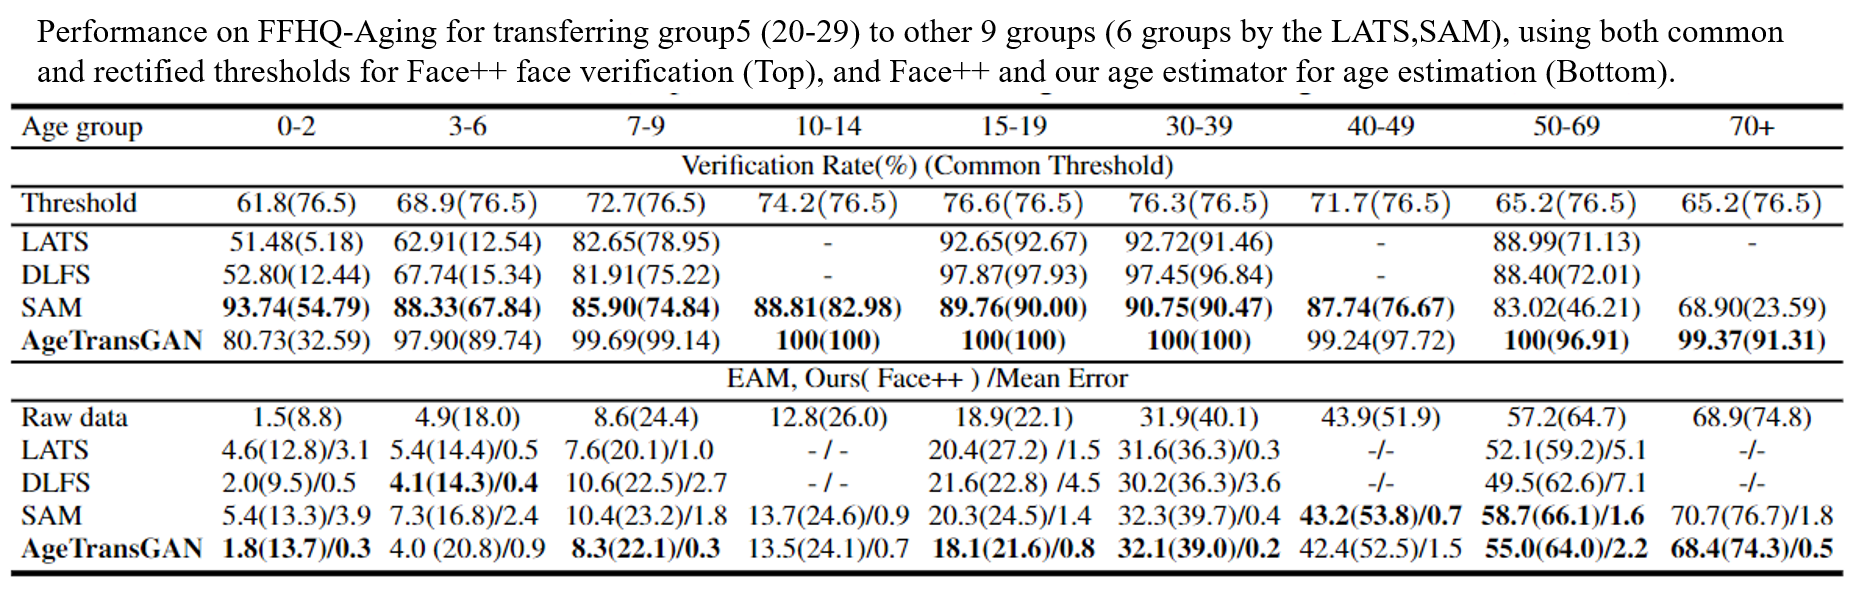 Performance on FFHQ-Aging for transferring group5 (20-29) to other 9 groups (6 groups by the LATS,SAM), using both common
and rectified thresholds for Face++ face verification (Top), and Face++ and our age estimator for age estimation (Bottom).
Age group 0-2 3-6 7-9 10-14 15-19 30-39 40-49 50-69 70+
Verification Rate(%) (Common Threshold)
Threshold 61.8(76.5) 68.9(76.5) 72.7(76.5) 74.2(76.5) 76.6(76.5) 76.3(76.5) 71.7(76.5) 65.2(76.5) 65.2(76.5)
LATS 51.48(5.18) 62.91(12.54) 82.65(78.95) - 92.65(92.67) 92.72(91.46) - 88.99(71.13) -
DLFS 52.80(12.44) 67.74(15.34) 81.91(75.22) - 97.87(97.93) 97.45(96.84) - 88.40(72.01)
SAM 93.74(54.79) 88.33(67.84) 85.90(74.84) 88.81(82.98) 89.76(90.00) 90.75(90.47) 87.74(76.67) 83.02(46.21) 68.90(23.59)
AgeTransGAN 80.73(32.59) 97.90(89.74) 99.69(99.14) 100(100) 100(100) 100(100) 99.24(97.72) 100(96.91) 99.37(91.31)
EAM, Ours( Face++ ) /Mean Error
Raw data 1.5(8.8) 4.9(18.0) 8.6(24.4) 12.8(26.0) 18.9(22.1) 31.9(40.1) 43.9(51.9) 57.2(64.7) 68.9(74.8)
LATS 4.6(12.8)/3.1 5.4(14.4)/0.5 7.6(20.1)/1.0 - / - 20.4(27.2) /1.5 31.6(36.3)/0.3 -/- 52.1(59.2)/5.1 -/-
DLFS 2.0(9.5)/0.5 4.1(14.3)/0.4 10.6(22.5)/2.7 - / - 21.6(22.8) /4.5 30.2(36.3)/3.6 -/- 49.5(62.6)/7.1 -/-
SAM 5.4(13.3)/3.9 7.3(16.8)/2.4 10.4(23.2)/1.8 13.7(24.6)/0.9 20.3(24.5)/1.4 32.3(39.7)/0.4 43.2(53.8)/0.7 58.7(66.1)/1.6 70.7(76.7)/1.8
AgeTransGAN 1.8(13.7)/0.3 4.0 (20.8)/0.9 8.3(22.1)/0.3 13.5(24.1)/0.7 18.1(21.6)/0.8 32.1(39.0)/0.2 42.4(52.5)/1.5 55.0(64.0)/2.2 68.4(74.3)/0.5